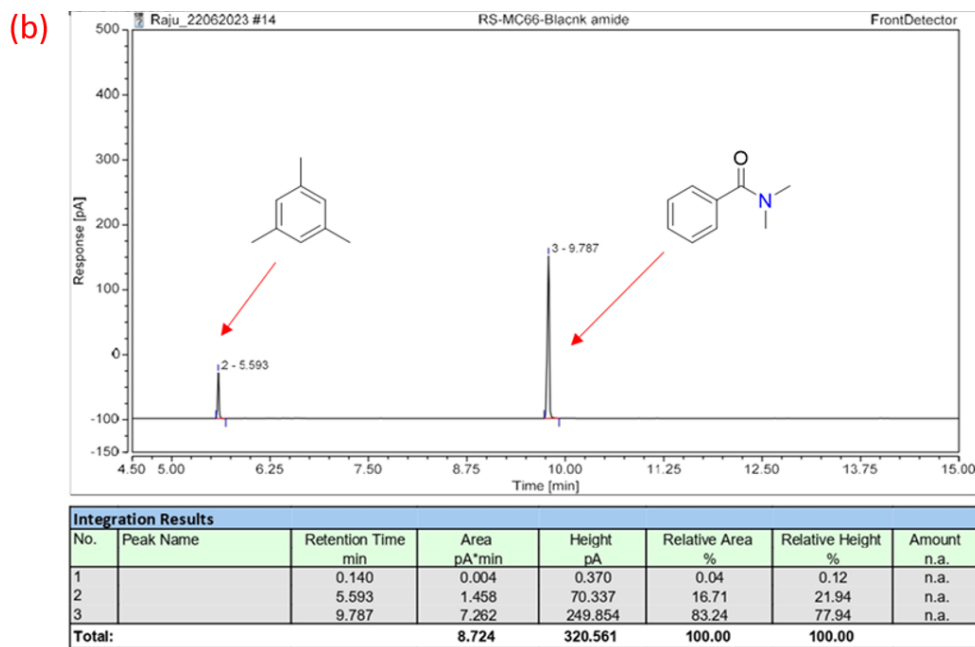 (b)
Raju_22062023 #14 RS-MC66-Blaçnk amide FrontDetector
500
400
300
200
100
0
-100
-150
Response [pA]
O
N
3 - 9.787
2 - 5.593
4.50 5.00 6.25 7.50 8.75 10.00 11.25 12.50 13.75 15.00
Time [min]
Integration Results
No. Peak Name Retention Time Area Height Relative Area Relative Height Amount
min pA*min pA % % n.a.
1 0.140 0.004 0.370 0.04 0.12 n.a.
2 5.593 1.458 70.337 16.71 21.94 n.a.
3 9.787 7.262 249.854 83.24 77.94 n.a.
Total: 8.724 320.561 100.00 100.00